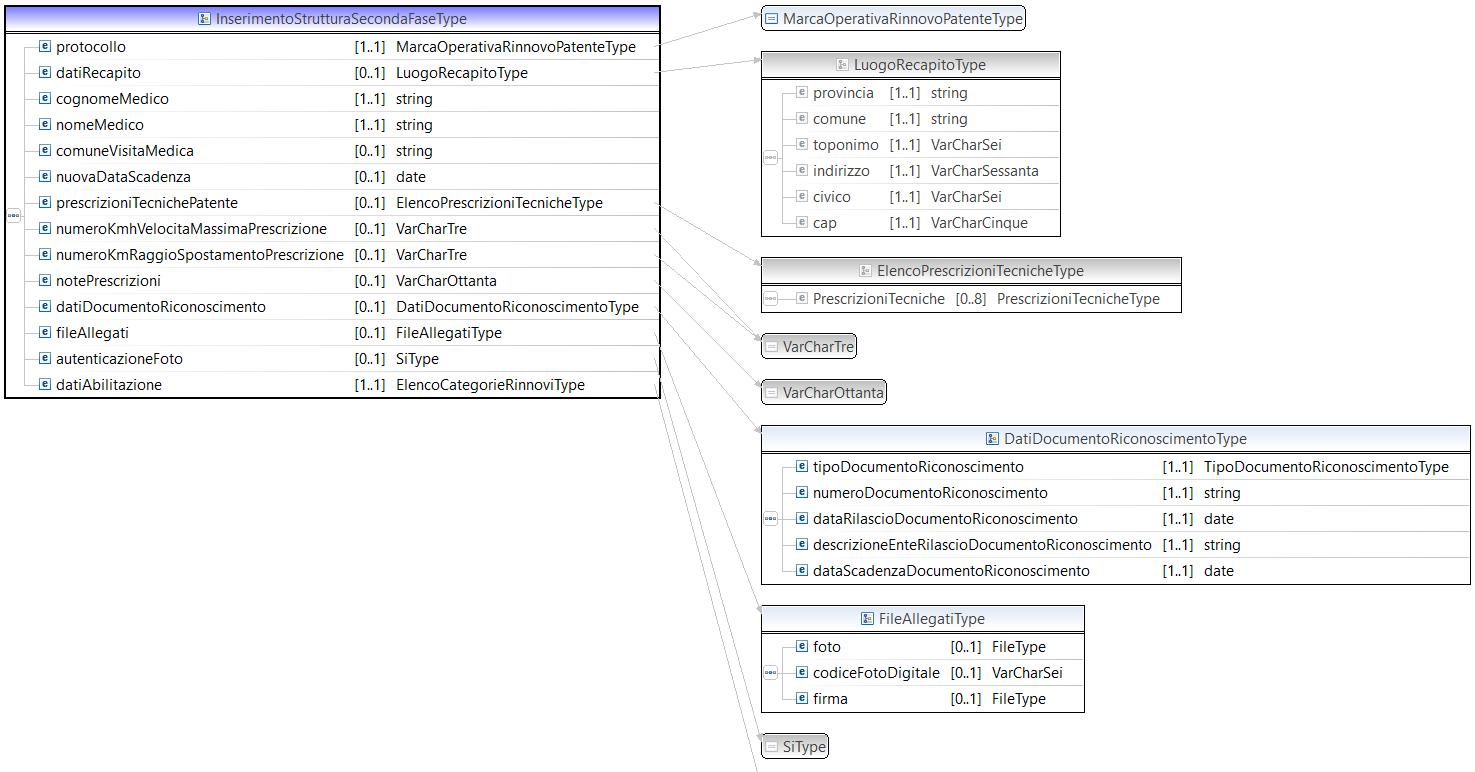 InserimentoStrutturaSecondaFaseType
protocollo [1..1] MarcaOperativaRinnovoPatenteType
datiRecapito [0..1] LuogoRecapitoType
cognomeMedico [1..1] string
nomeMedico [1..1] string
comuneVisitaMedica [0..1] string
nuovaDataScadenza [0..1] date
prescrizioniTecnichePatente [0..1] ElencoPrescrizioniTecnicheType
numeroKmhVelocitaMassimaPrescrizione [0..1] VarCharTre
numeroKmRaggioSpostamentoPrescrizione [0..1] VarCharTre
notePrescrizioni [0..1] VarCharOttanta
datiDocumentoRiconoscimento [0..1] DatiDocumentoRiconoscimentoType
fileAllegati [0..1] FileAllegatiType
autenticazioneFoto [0..1] SiType
datiAbilitazione [1..1] ElencoCategorieRinnoviType
MarcaOperativaRinnovoPatenteType
LuogoRecapitoType
provincia [1..1] string
comune [1..1] string
toponimo [1..1] VarCharSei
indirizzo [1..1] VarCharSessanta
civico [1..1] VarCharSei
cap [1..1] VarCharCinque
ElencoPrescrizioniTecnicheType
PrescrizioniTecniche [0..8] PrescrizioniTecnicheType
VarCharTre
VarCharOttanta
DatiDocumentoRiconoscimentoType
tipoDocumentoRiconoscimento [1..1] TipoDocumentoRiconoscimentoType
numeroDocumentoRiconoscimento [1..1] string
dataRilascioDocumentoRiconoscimento [1..1] date
descrizioneEnteRilascioDocumentoRiconoscimento [1..1] string
dataScadenzaDocumentoRiconoscimento [1..1] date
FileAllegatiType
foto [0..1] FileType
codiceFotoDigitale [0..1] VarCharSei
firma [0..1] FileType
SiType